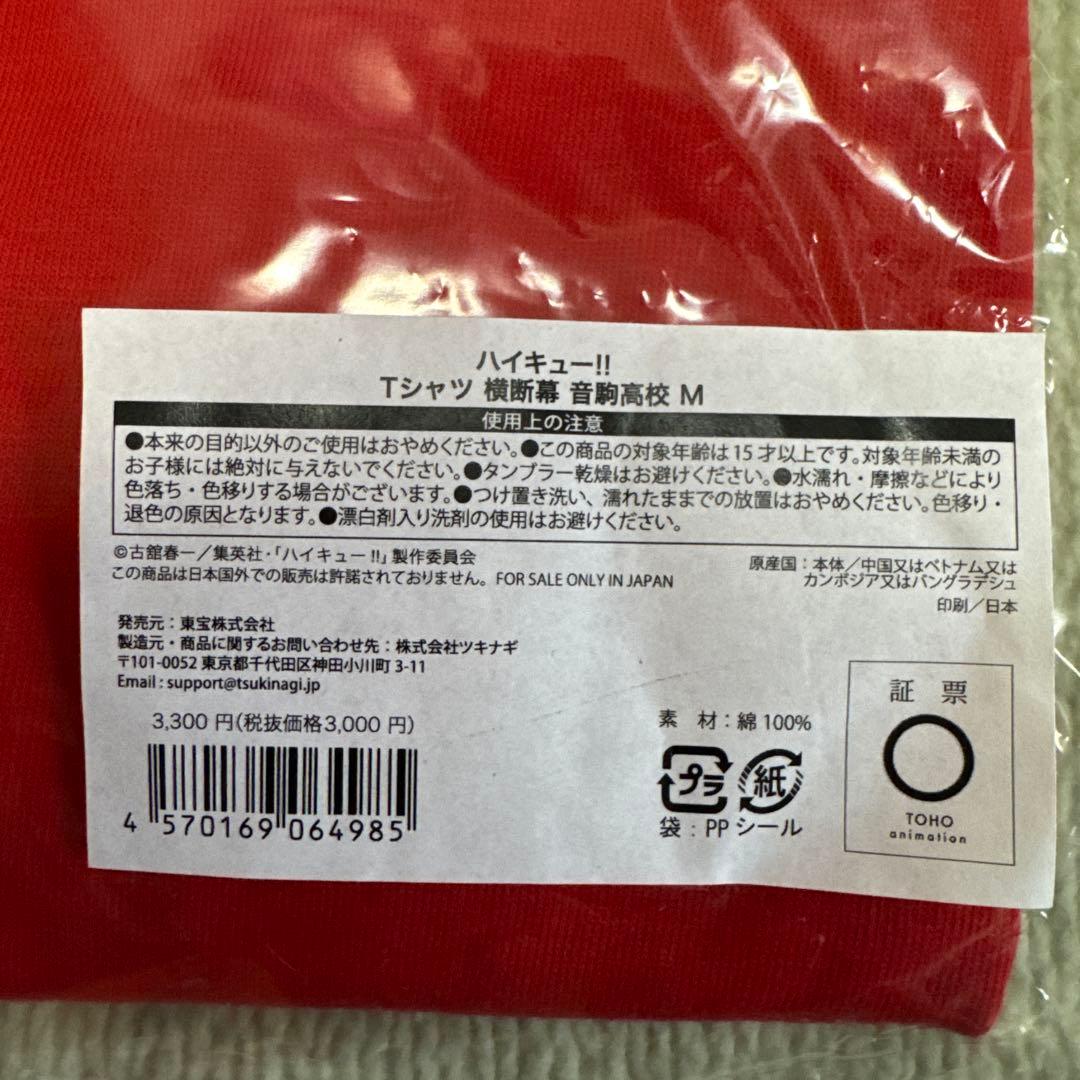 ハイキュー!!
Tシャツ 横断幕 音駒高校 M
使用上の注意
●本来の目的以外のご使用はおやめください。●この商品の対象年齢は15才以上です。対象年齢未満の
お子様には絶対に与えないでください。●タンブラー乾燥はお避けください。●水濡れ・摩擦などにより
色落ち・色移りする場合がございます。●つけ置き洗い、濡れたままでの放置はおやめください。色移り・
退色の原因となります。●漂白剤入り洗剤の使用はお避けください。
©古舘春一／集英社・「ハイキュー!!」製作委員会
この商品は日本国外での販売は許諾されておりません。FOR SALE ONLY IN JAPAN
原産国：本体／中国又はベトナム又は
カンボジア又はバングラデシュ
印刷／日本
発売元：東宝株式会社
製造元・商品に関するお問い合わせ先：株式会社ツキナギ
〒101-0052 東京都千代田区神田小川町 3-11
Email : support@tsukinagi.jp
3,300 円(税抜価格3,000 円)
4 570169 064985
素 材：綿 100%
プラ 紙
袋：PP シール
証 票
TOHO
animation